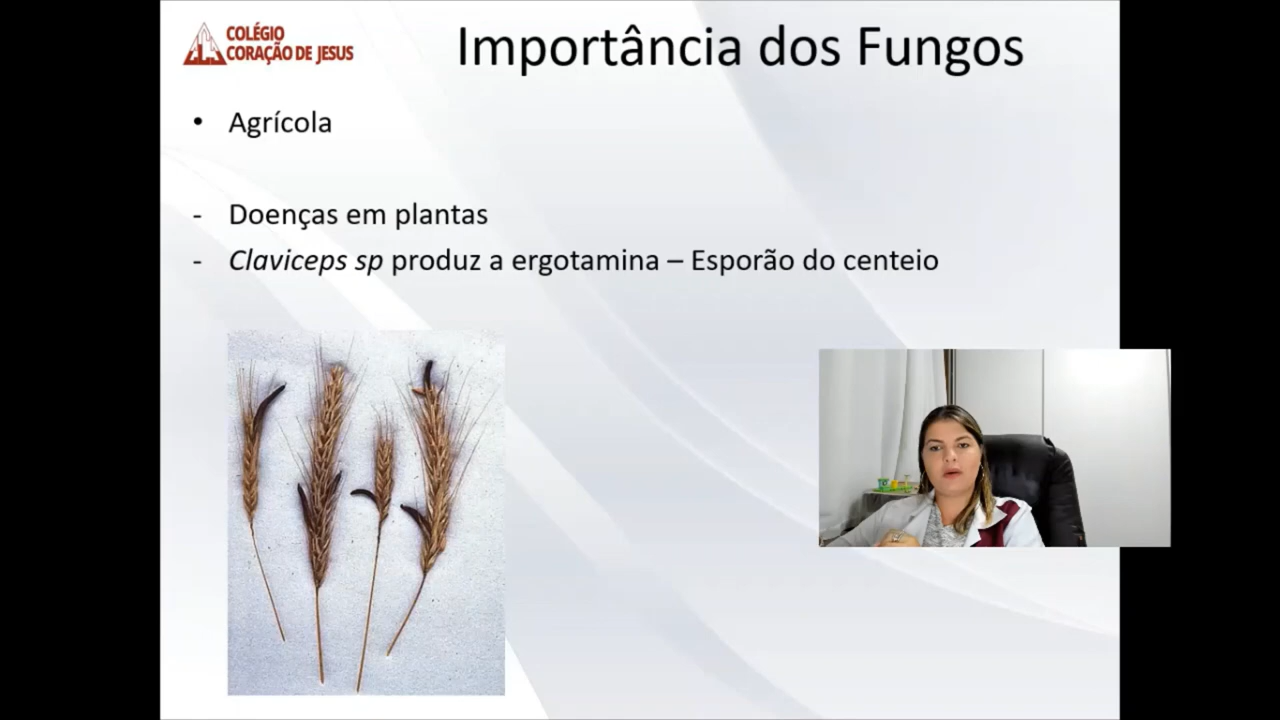 COLÉGIO
CORAÇÃO DE JESUS
Importância dos Fungos
• Agrícola
- Doenças em plantas
- Claviceps sp produz a ergotamina – Esporão do centeio